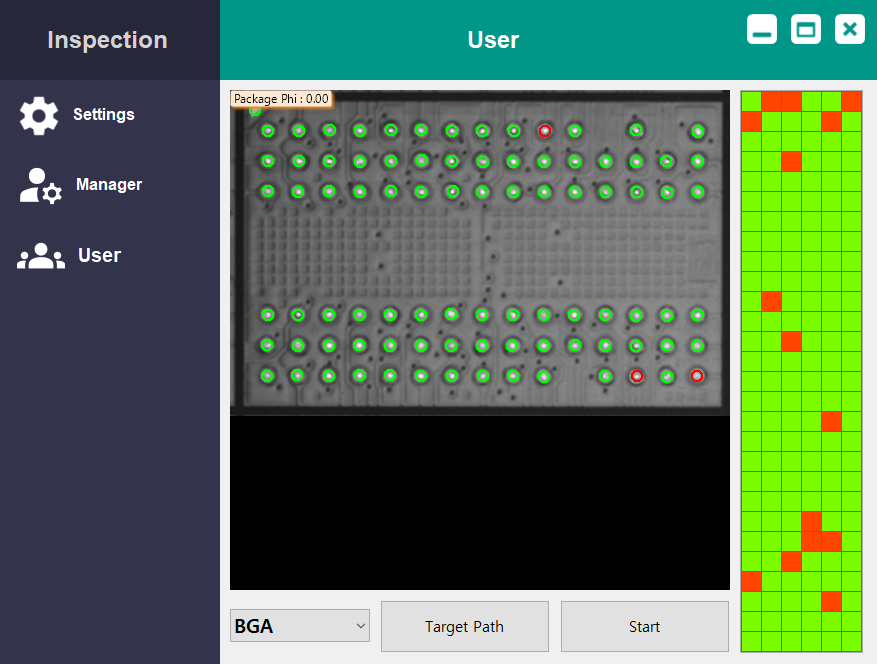 Inspection
User
Settings
Manager
User
Package Phi : 0.00
BGA
Target Path
Start